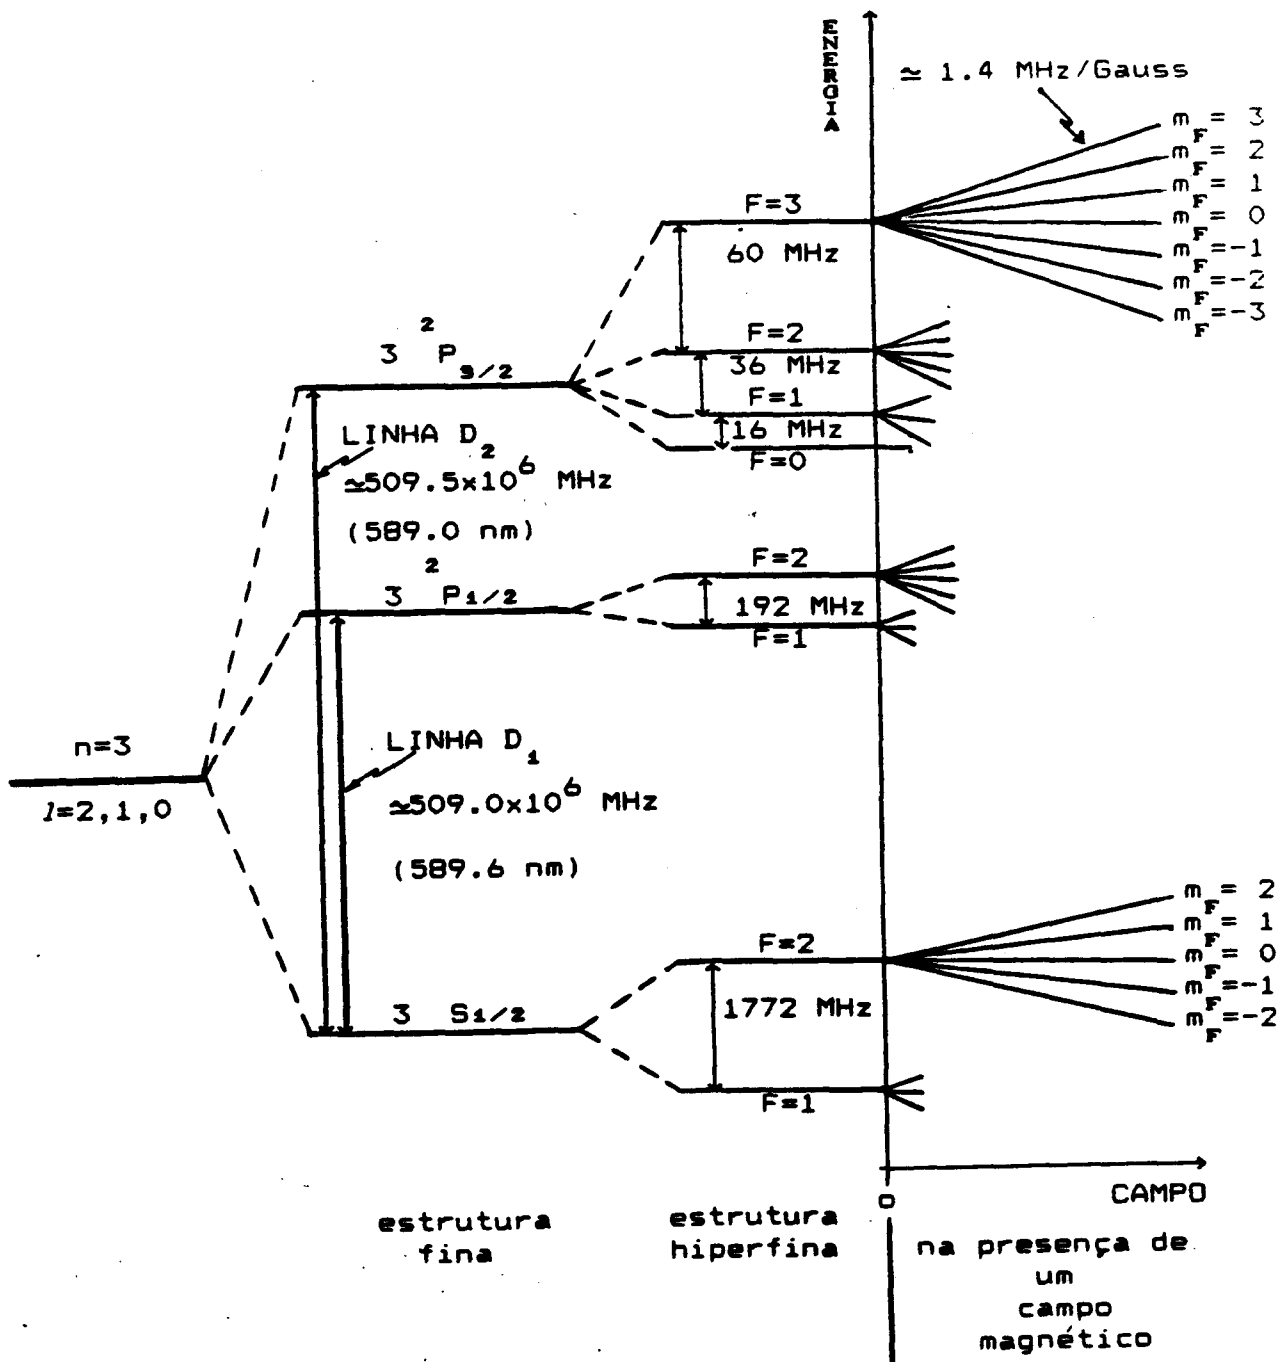 ENERGIA
≃ 1.4 MHz/Gauss
m_F = 3
m_F = 2
m_F = 1
m_F = 0
m_F =-1
m_F =-2
m_F =-3
F=3
60 MHz
F=2
36 MHz
F=1
16 MHz
F=0
3 ²P₃/₂
LINHA D₂
≃509.5x10⁶ MHz
(589.0 nm)
3 ²P₁/₂
F=2
192 MHz
F=1
n=3
l=2,1,0
LINHA D₁
≃509.0x10⁶ MHz
(589.6 nm)
m_F = 2
m_F = 1
m_F = 0
m_F =-1
m_F =-2
F=2
3 S₁/₂
1772 MHz
F=1
0
CAMPO
estrutura
fina
estrutura
hiperfina
na presença de
um
campo
magnético